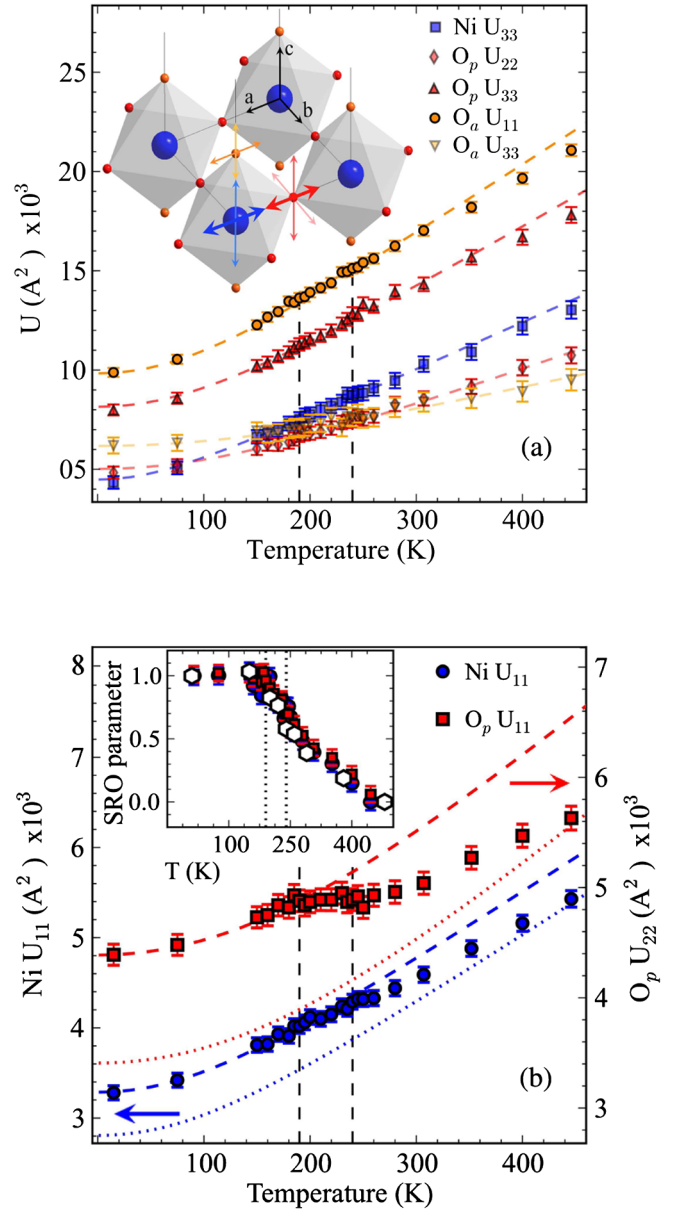 25
20
15
10
05
U (A²) x10³
Ni U₃₃
Oₚ U₂₂
Oₚ U₃₃
Oₐ U₁₁
Oₐ U₃₃
c
a
b
(a)
100 200 300 400
Temperature (K)
8
7
6
5
4
3
Ni U₁₁ (A²) x10³
SRO parameter
1.0
0.5
0.0
100 250 400
T (K)
Ni U₁₁
Oₚ U₁₁
7
6
5
4
3
Oₚ U₂₂ (A²) x10³
(b)
100 200 300 400
Temperature (K)